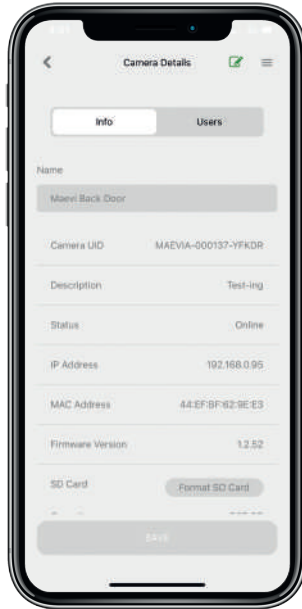 Camera Details
Info Users
Name
Maevi Back Door
Camera UID MAEVIA-000137-YFKDR
Description Test-ing
Status Online
IP Address 192.168.0.95
MAC Address 44:EF:BF:62:9E:E3
Firmware Version 1.2.52
SD Card Format SD Card
SAVE